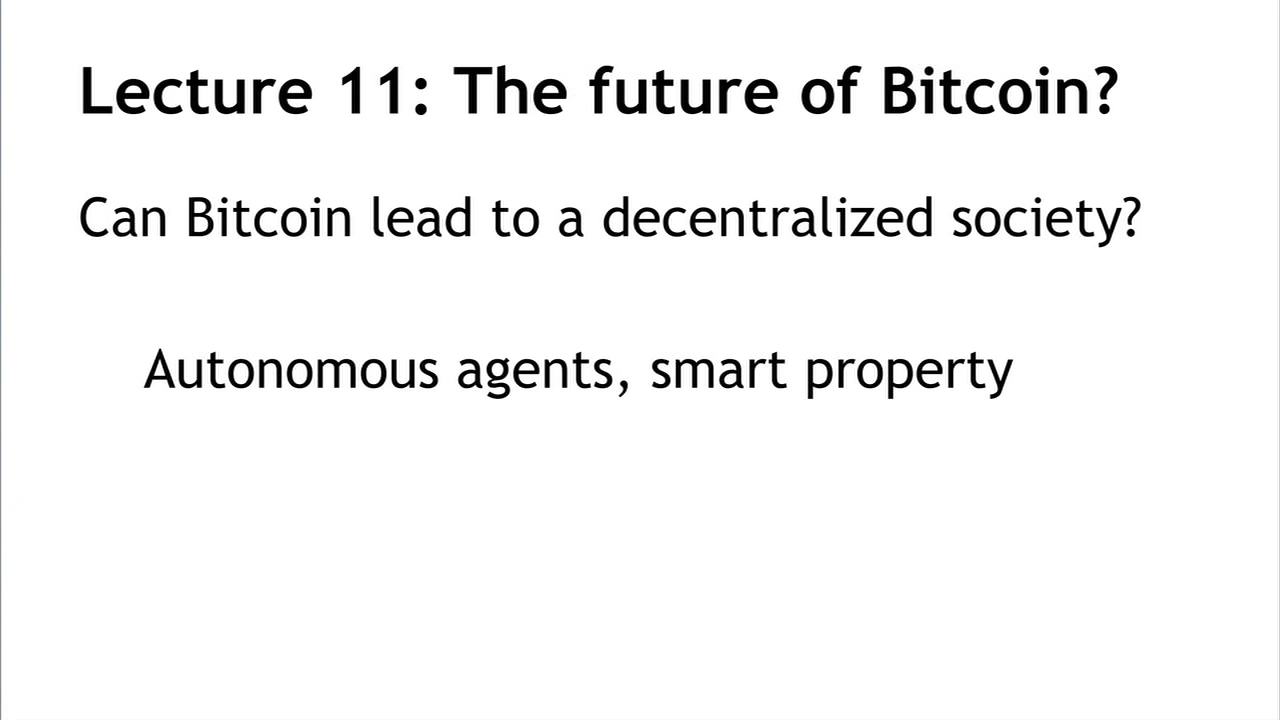 Lecture 11: The future of Bitcoin?
Can Bitcoin lead to a decentralized society?
Autonomous agents, smart property